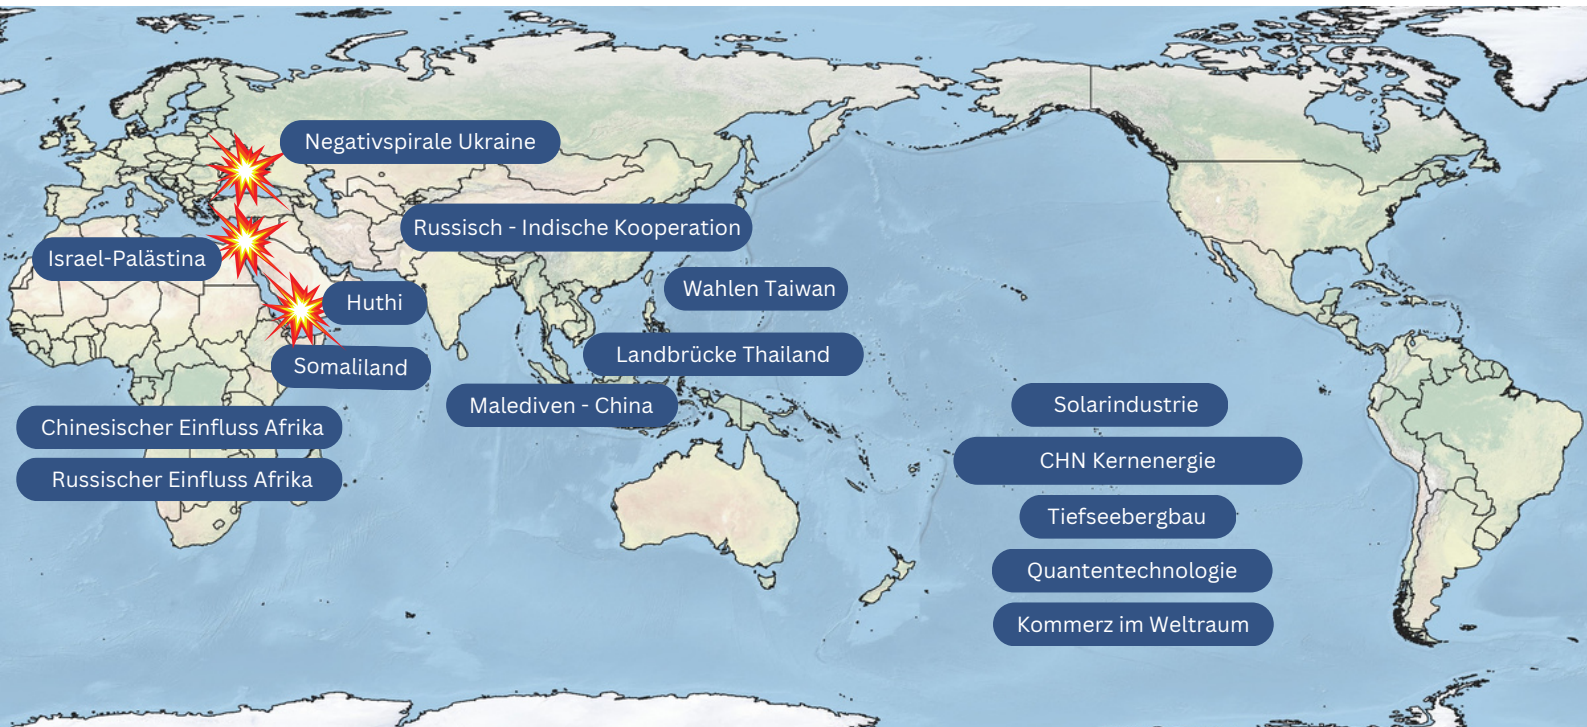 Negativspirale Ukraine
Russisch - Indische Kooperation
Israel-Palästina
Wahlen Taiwan
Huthi
Landbrücke Thailand
Somaliland
Malediven - China
Solarindustrie
Chinesischer Einfluss Afrika
CHN Kernenergie
Russischer Einfluss Afrika
Tiefseebergbau
Quantentechnologie
Kommerz im Weltraum